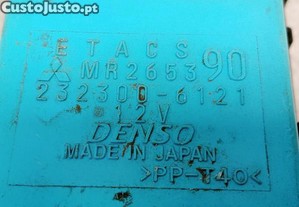 CustoJusto.pt
ETACS
MR265390
232300-6121
12V
DENSO
MADE IN JAPAN
>PP-T40<